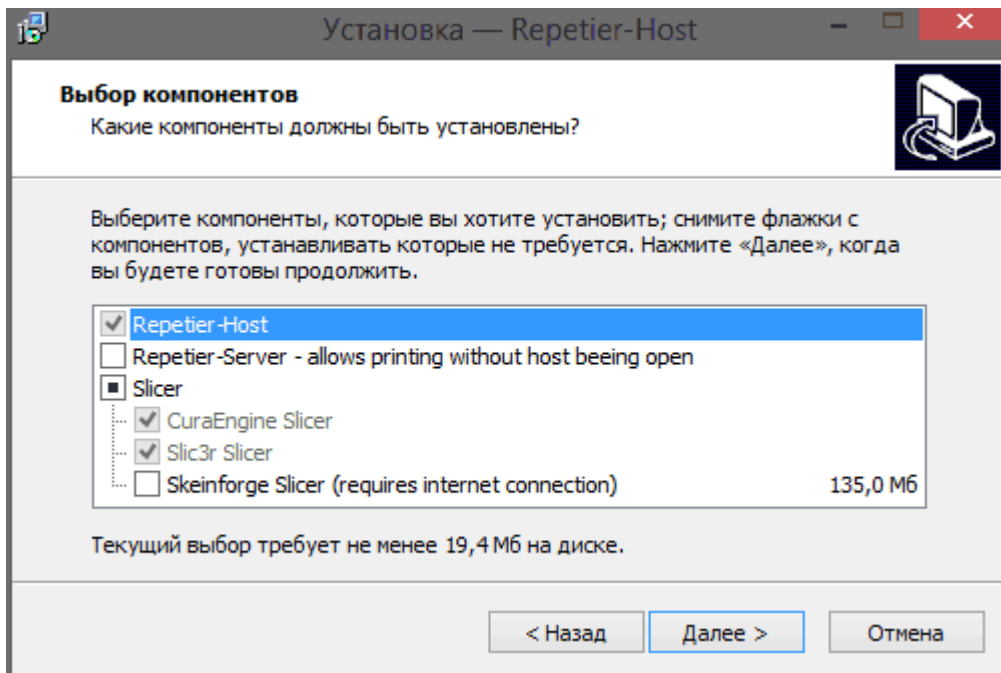 Установка — Repetier-Host
Выбор компонентов
Какие компоненты должны быть установлены?
Выберите компоненты, которые вы хотите установить; снимите флажки с
компонентов, устанавливать которые не требуется. Нажмите «Далее», когда
вы будете готовы продолжить.
Repetier-Host
Repetier-Server - allows printing without host beeing open
Slicer
CuraEngine Slicer
Slic3r Slicer
Skeinforge Slicer (requires internet connection) 135,0 Мб
Текущий выбор требует не менее 19,4 Мб на диске.
< Назад Далее > Отмена